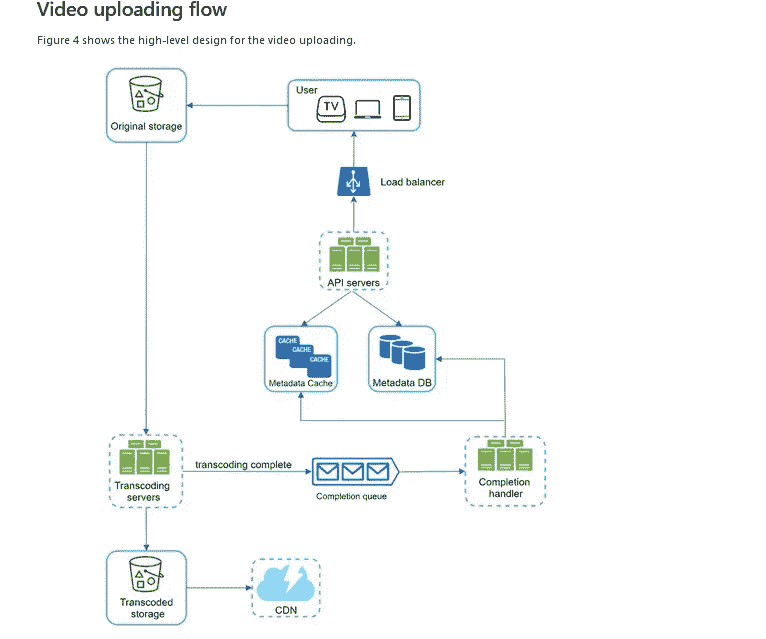 Video uploading flow
Figure 4 shows the high-level design for the video uploading.
User
TV
Original storage
Load balancer
API servers
CACHE
CACHE
CACHE
Metadata Cache
Metadata DB
transcoding complete
Transcoding
servers
Completion queue
Completion
handler
Transcoded
storage
CDN